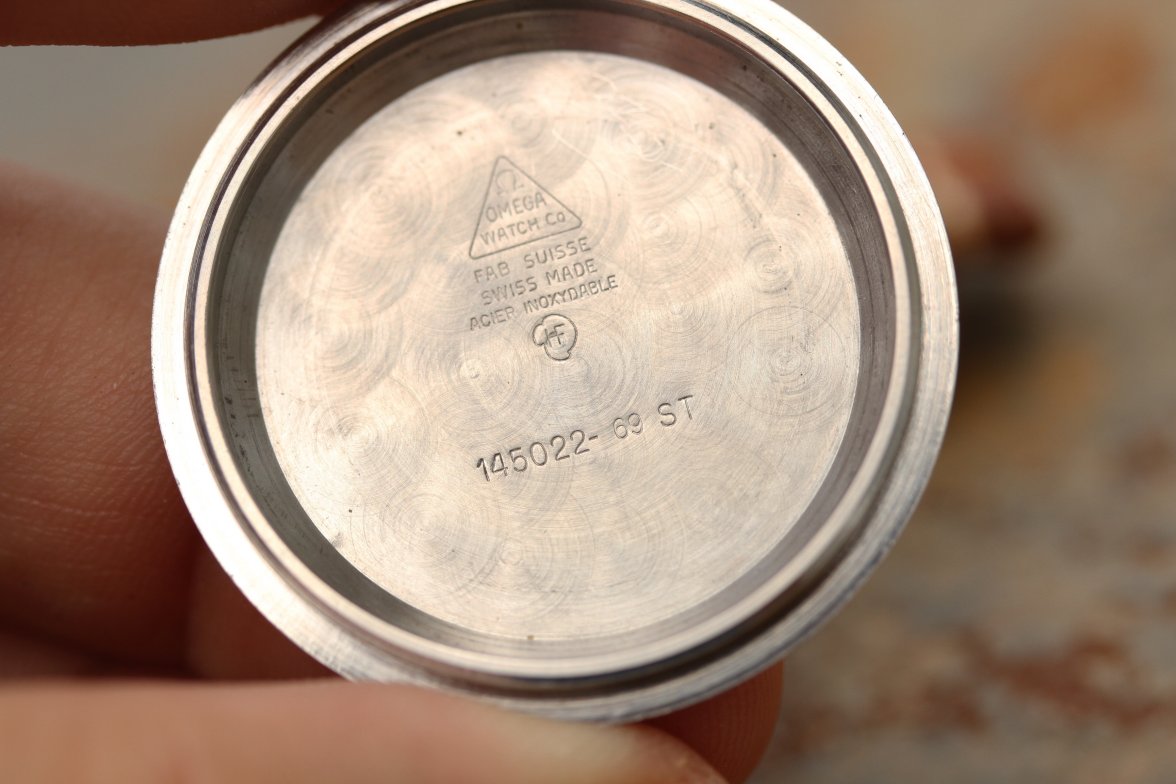 Ω
OMEGA
WATCH Co
FAB SUISSE
SWISS MADE
ACIER INOXYDABLE
HF
145022- 69 ST